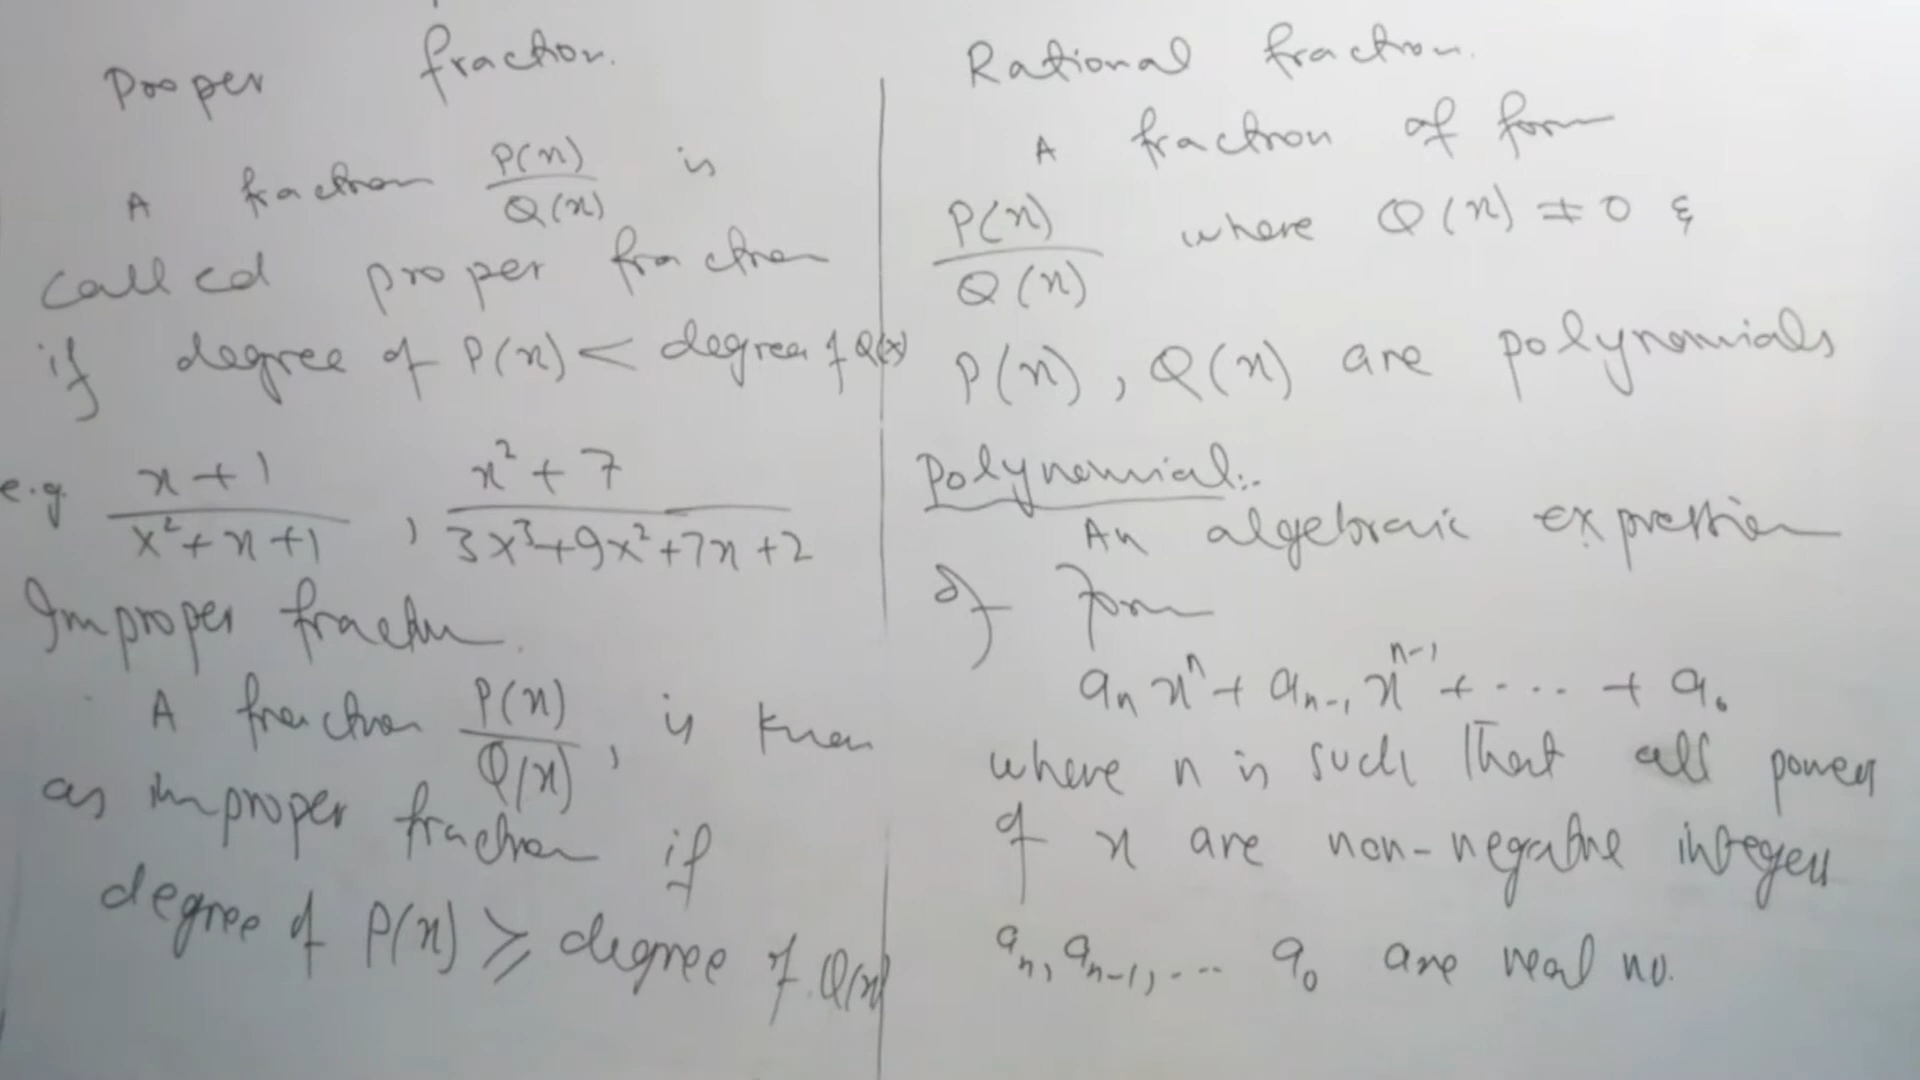 Proper fraction.
A fraction P(x)/Q(x) is
called proper fraction
if degree of P(x) < degree of Q(x)
e.g. x+1/x²+x+1 , x²+7/3x³+9x²+7x+2
Improper fraction.
A fraction P(x)/Q(x), is known
as improper fraction if
degree of P(x) ≥ degree of Q(x)
Rational fraction.
A fraction of form
P(x)/Q(x) where Q(x) ≠ 0 &
P(x), Q(x) are polynomials
Polynomial:-
An algebraic expression
of form
aₙxⁿ + aₙ₋₁xⁿ⁻¹ + .... + a₀
where n is such that all powers
of x are non-negative integers
aₙ, aₙ₋₁, ... a₀ are real no.